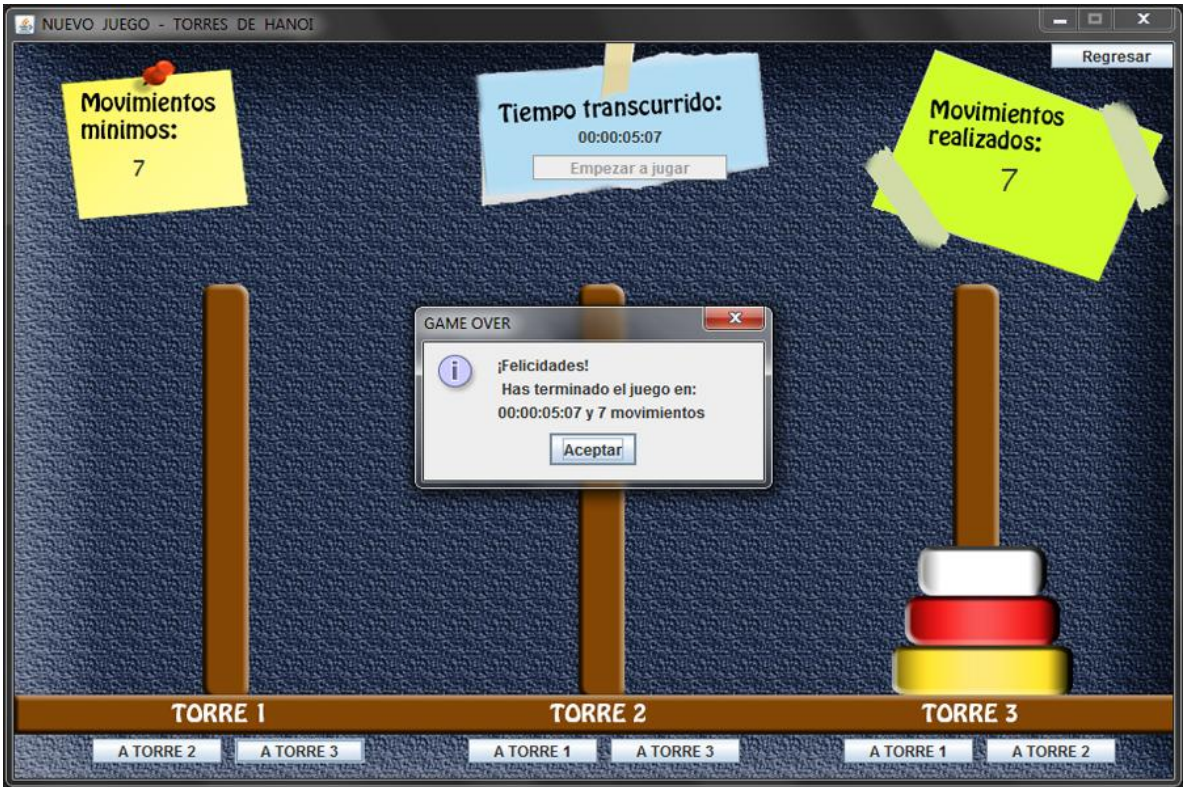 NUEVO JUEGO - TORRES DE HANOI
Regresar
Movimientos
minimos:
7
Tiempo transcurrido:
00:00:05:07
Empezar a jugar
Movimientos
realizados:
7
GAME OVER
¡Felicidades!
Has terminado el juego en:
00:00:05:07 y 7 movimientos
Aceptar
TORRE 1
TORRE 2
TORRE 3
A TORRE 2
A TORRE 3
A TORRE 1
A TORRE 3
A TORRE 1
A TORRE 2